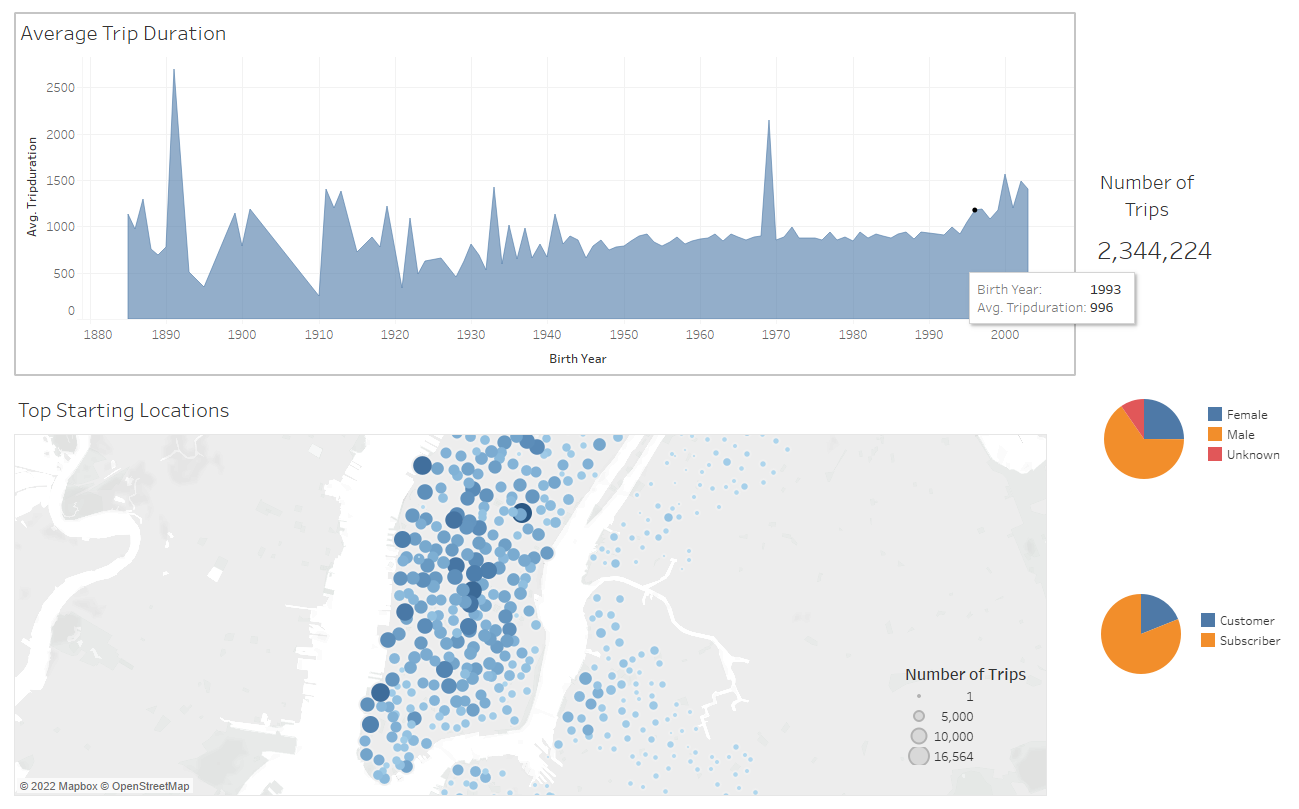 Average Trip Duration
2500
2000
1500
1000
500
0
Avg. Tripduration
1880 1890 1900 1910 1920 1930 1940 1950 1960 1970 1980 1990 2000
Birth Year
Birth Year: 1993
Avg. Tripduration: 996
Number of
Trips
2,344,224
Top Starting Locations
Female
Male
Unknown
Customer
Subscriber
Number of Trips
1
5,000
10,000
16,564
© 2022 Mapbox © OpenStreetMap